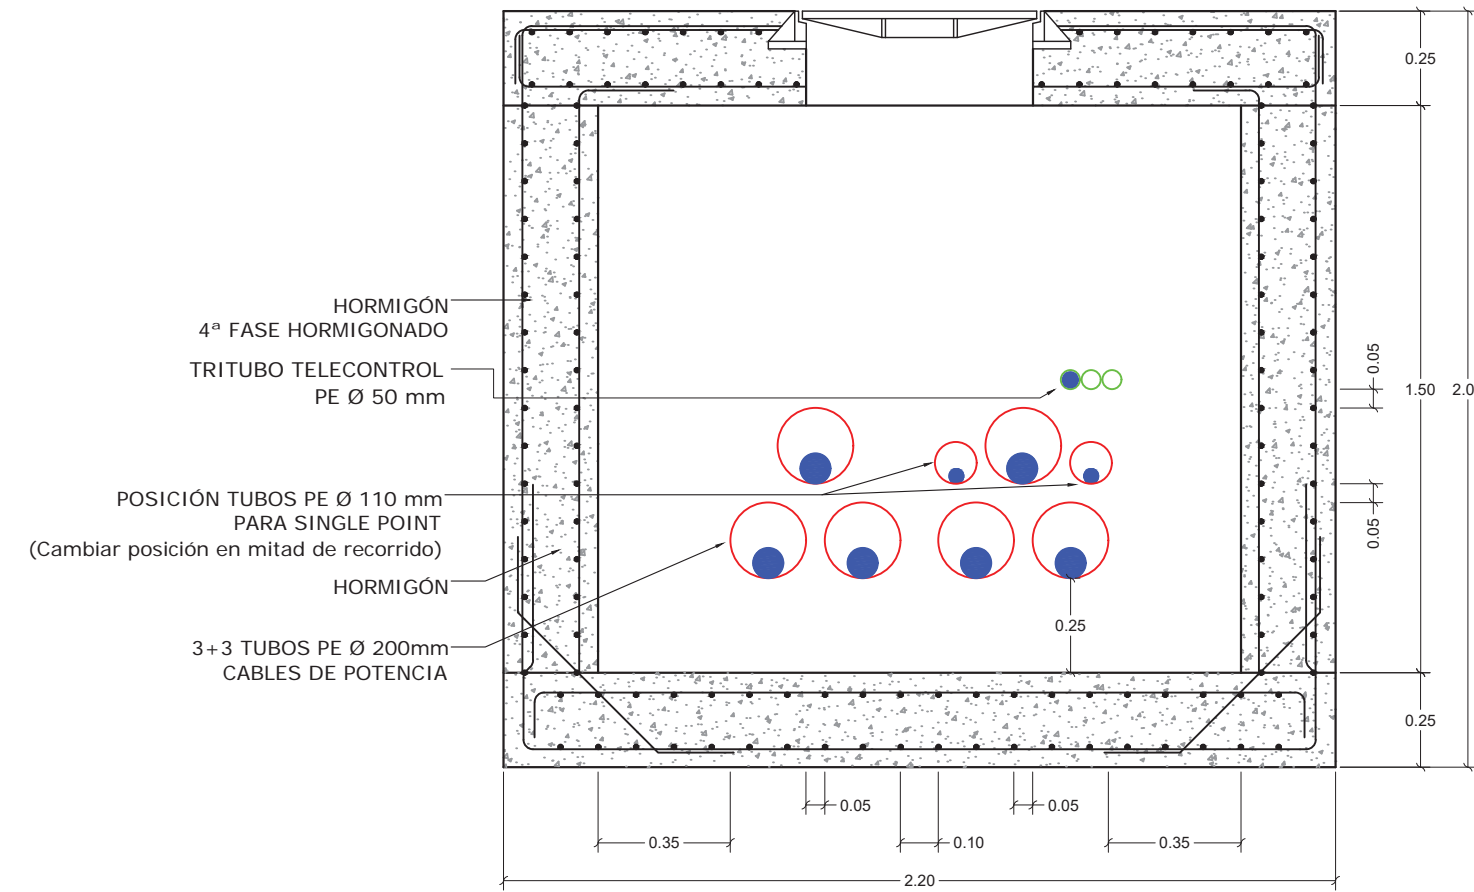 0.25
HORMIGÓN
4ª FASE HORMIGONADO
TRITUBO TELECONTROL
PE Ø 50 mm
0.05
1.50
2.0
POSICIÓN TUBOS PE Ø 110 mm
PARA SINGLE POINT
(Cambiar posición en mitad de recorrido)
HORMIGÓN
0.05
3+3 TUBOS PE Ø 200mm
CABLES DE POTENCIA
0.25
0.25
0.05
0.05
0.35
0.10
0.35
2.20